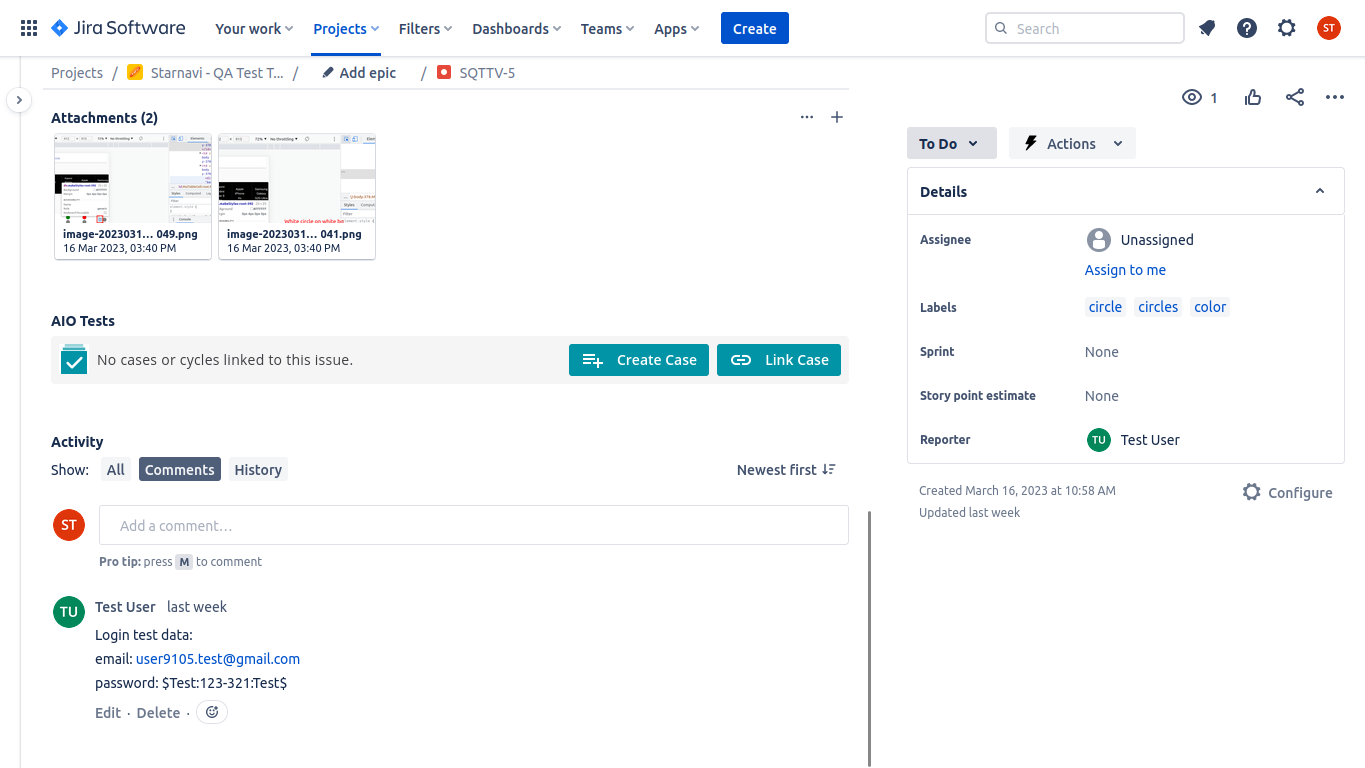 Jira Software
Your work
Projects
Filters
Dashboards
Teams
Apps
Create
Search
ST
Projects / Starnavi - QA Test T... / Add epic / SQTTV-5
1
Attachments (2)
White circle on white bo
image-2023031... 049.png
16 Mar 2023, 03:40 PM
image-2023031... 041.png
16 Mar 2023, 03:40 PM
AIO Tests
No cases or cycles linked to this issue.
Create Case
Link Case
Activity
Show:
All
Comments
History
Newest first
ST
Add a comment…
Pro tip: press M to comment
TU
Test User last week
Login test data:
email: user9105.test@gmail.com
password: $Test:123-321:Test$
Edit · Delete ·
To Do
Actions
Details
Assignee
Unassigned
Assign to me
Labels
circle circles color
Sprint
None
Story point estimate
None
Reporter
TU Test User
Created March 16, 2023 at 10:58 AM
Updated last week
Configure